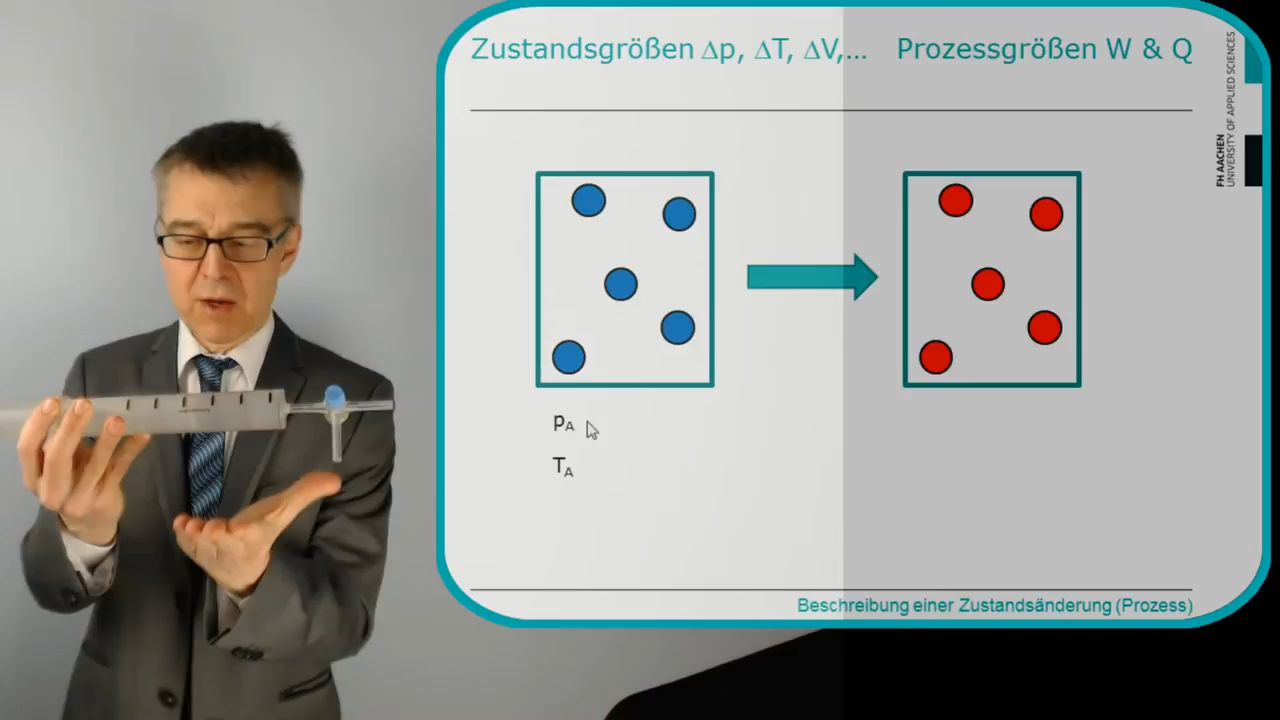 Zustandsgrößen Δp, ΔT, ΔV,... Prozessgrößen W & Q
FH AACHEN
UNIVERSITY OF APPLIED SCIENCES
pA
TA
Beschreibung einer Zustandsänderung (Prozess)